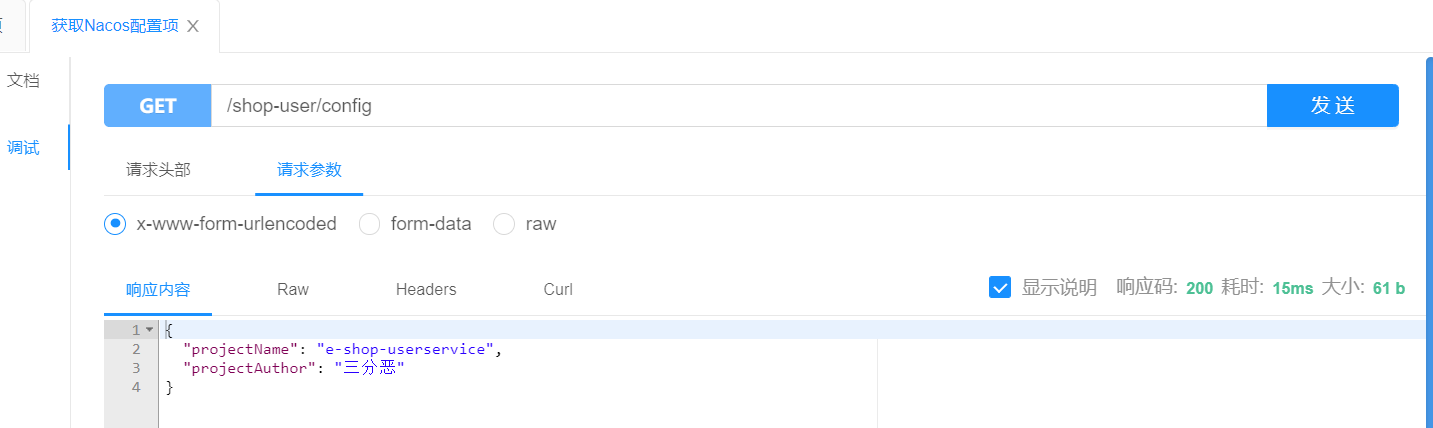 获取Nacos配置项
文档
GET /shop-user/config 发 送
调试
请求头部 请求参数
x-www-form-urlencoded form-data raw
响应内容 Raw Headers Curl 显示说明 响应码: 200 耗时: 15ms 大小: 61 b
1 {
2 "projectName": "e-shop-userservice",
3 "projectAuthor": "三分恶"
4 }